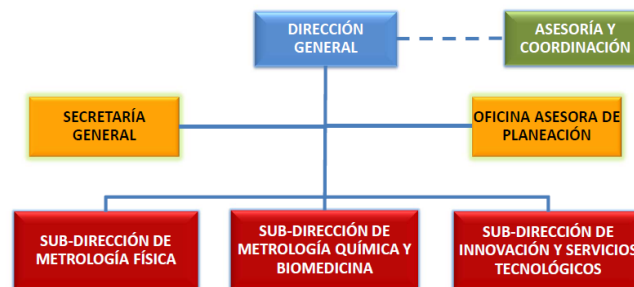 DIRECCIÓN
GENERAL
ASESORÍA Y
COORDINACIÓN
SECRETARÍA
GENERAL
OFICINA ASESORA DE
PLANEACIÓN
SUB-DIRECCIÓN DE
METROLOGÍA FÍSICA
SUB-DIRECCIÓN DE
METROLOGÍA QUÍMICA Y
BIOMEDICINA
SUB-DIRECCIÓN DE
INNOVACIÓN Y SERVICIOS
TECNOLÓGICOS